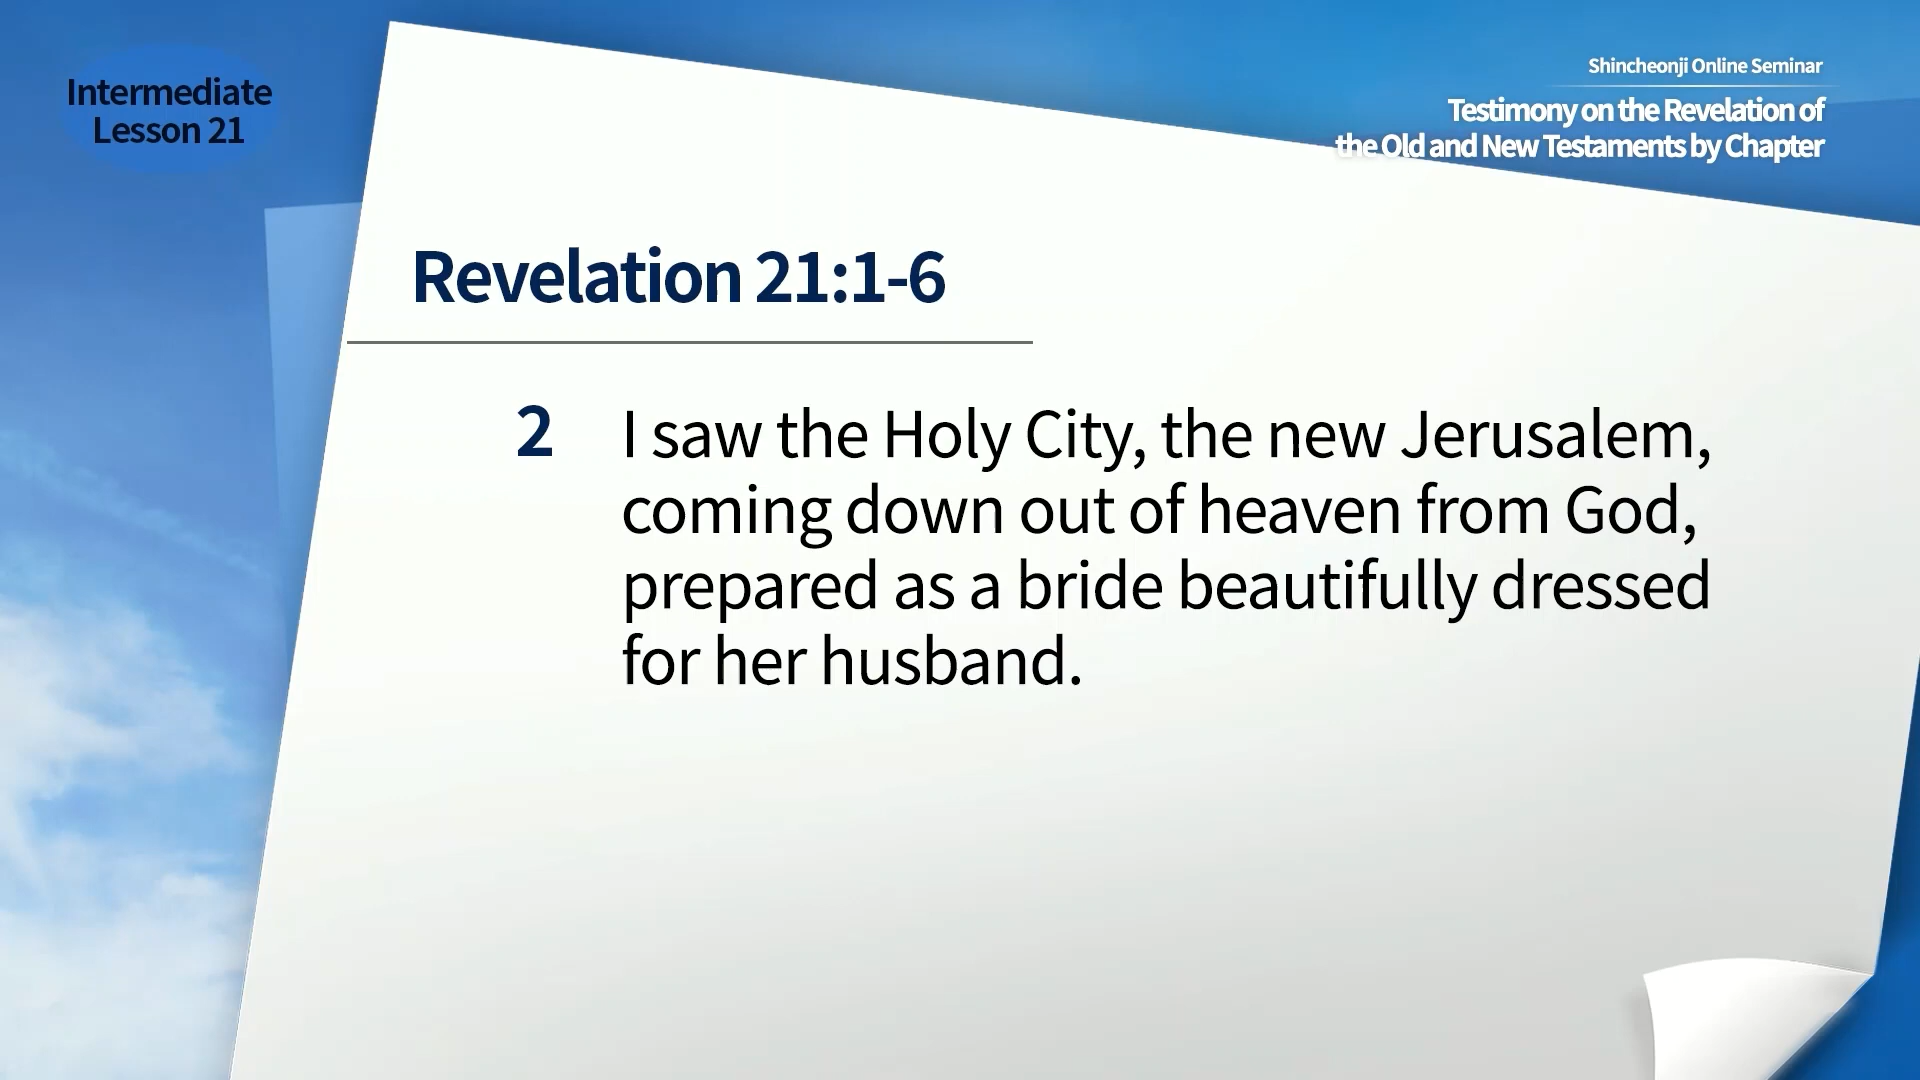 Intermediate
Lesson 21
Shincheonji Online Seminar
Testimony on the Revelation of
the Old and New Testaments by Chapter
Revelation 21:1-6
2 I saw the Holy City, the new Jerusalem,
coming down out of heaven from God,
prepared as a bride beautifully dressed
for her husband.